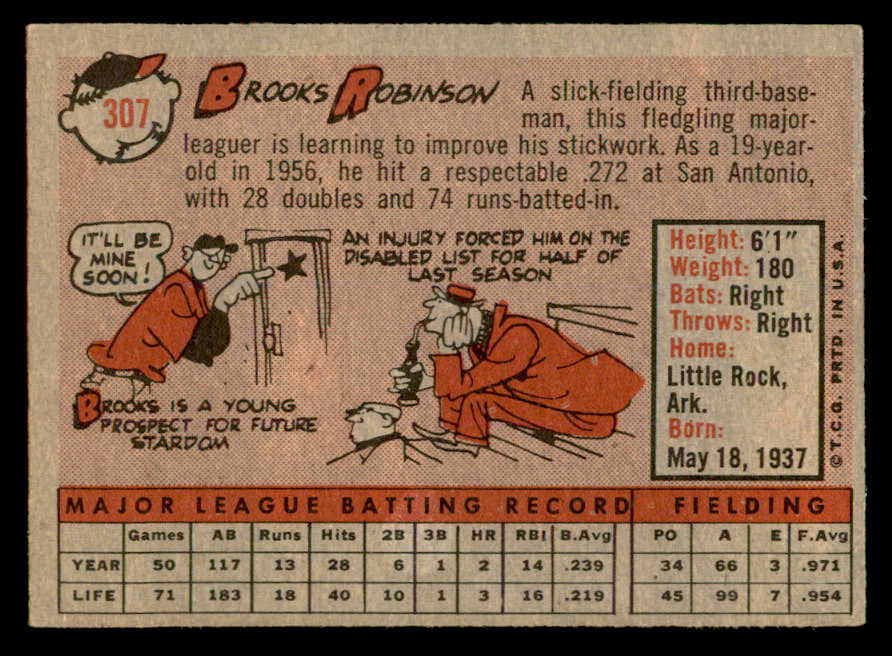 307
BROOKS ROBINSON
A slick-fielding third-base-
man, this fledgling major-
leaguer is learning to improve his stickwork. As a 19-year-
old in 1956, he hit a respectable .272 at San Antonio,
with 28 doubles and 74 runs-batted-in.
IT'LL BE
MINE
SOON!
BROOKS IS A YOUNG
PROSPECT FOR FUTURE
STARDOM
AN INJURY FORCED HIM ON THE
DISABLED LIST FOR HALF OF
LAST SEASON
Height: 6'1"
Weight: 180
Bats: Right
Throws: Right
Home:
Little Rock,
Ark.
Born:
May 18, 1937
© T.C.G. PRTD. IN U.S.A.
MAJOR LEAGUE BATTING RECORD FIELDING
Games AB Runs Hits 2B 3B HR RBI B.Avg PO A E F.Avg
YEAR 50 117 13 28 6 1 2 14 .239 34 66 3 .971
LIFE 71 183 18 40 10 1 3 16 .219 45 99 7 .954